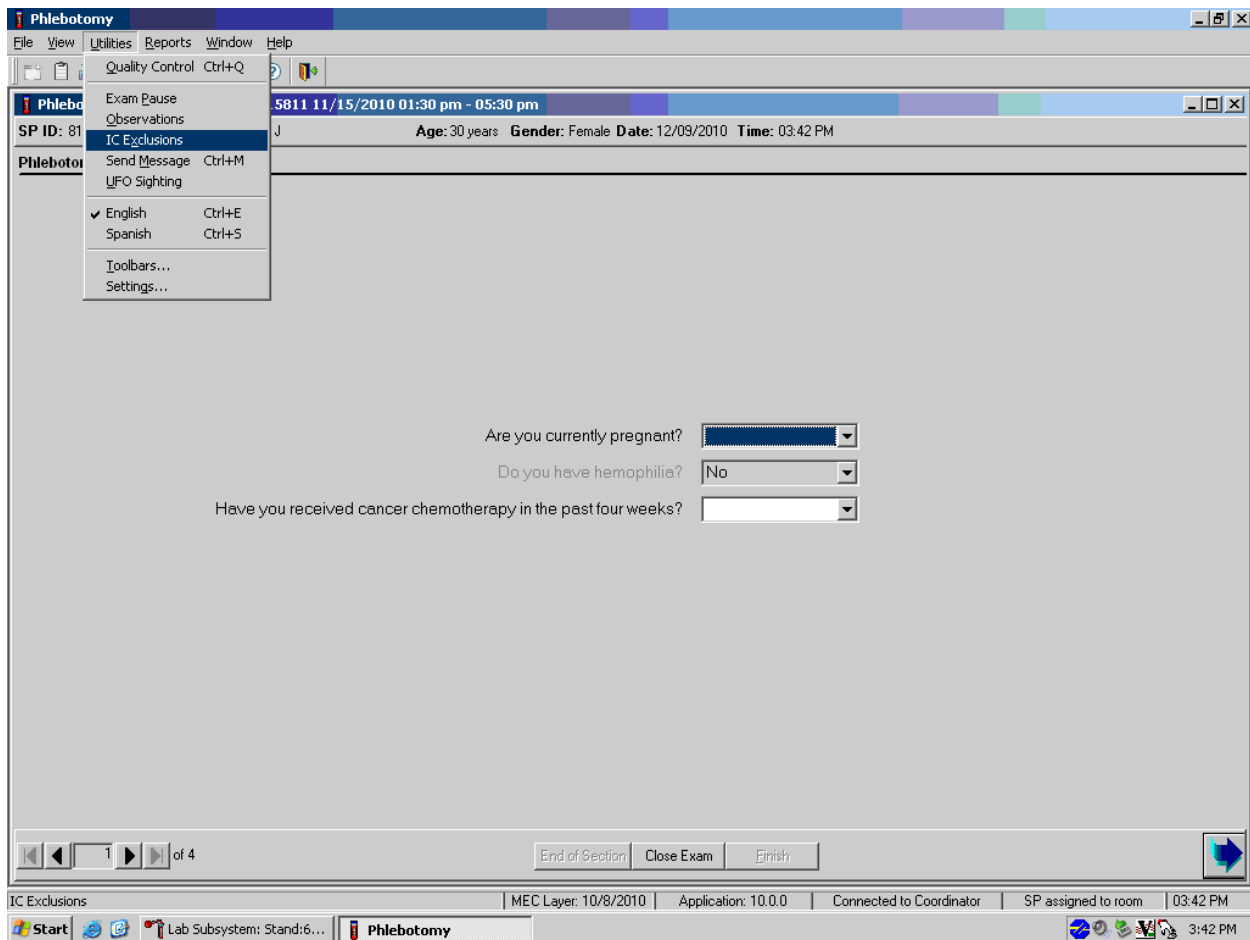 Phlebotomy
File View Utilities Reports Window Help
Quality Control Ctrl+Q
Exam Pause
Observations
IC Exclusions
Send Message Ctrl+M
UFO Sighting
English Ctrl+E
Spanish Ctrl+S
Toolbars...
Settings...
Phlebo 5811 11/15/2010 01:30 pm - 05:30 pm
SP ID: 81 J Age: 30 years Gender: Female Date: 12/09/2010 Time: 03:42 PM
Phleboto
Are you currently pregnant?
Do you have hemophilia? No
Have you received cancer chemotherapy in the past four weeks?
1 of 4 End of Section Close Exam Finish
IC Exclusions MEC Layer: 10/8/2010 Application: 10.0.0 Connected to Coordinator SP assigned to room 03:42 PM
Start Lab Subsystem: Stand:6... Phlebotomy 3:42 PM